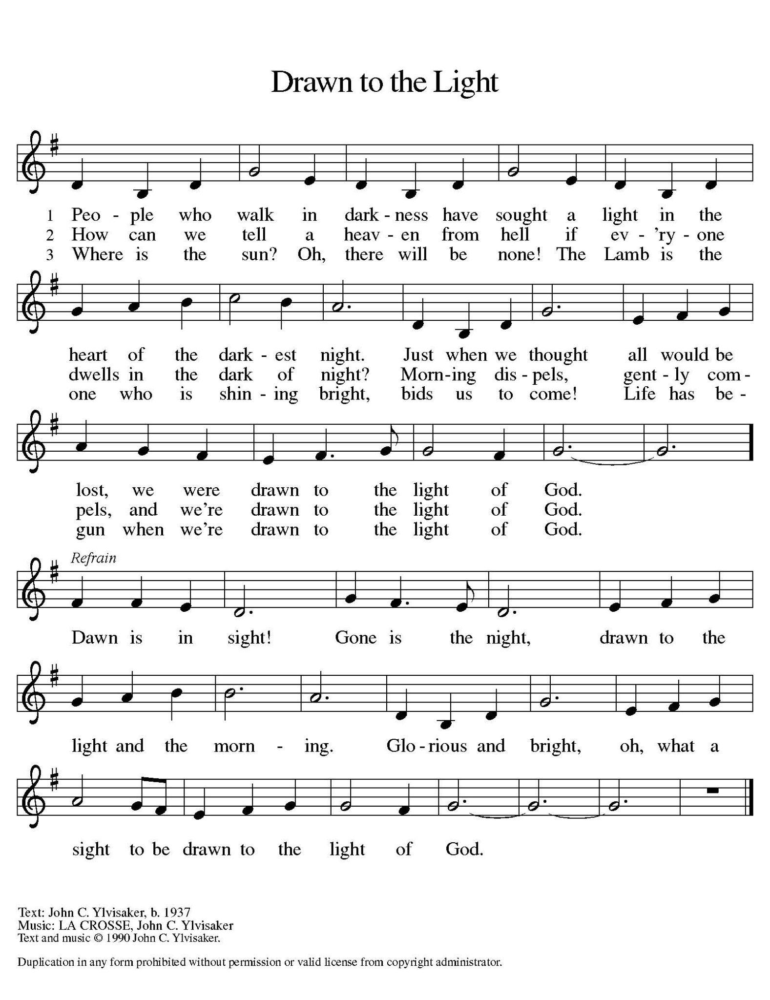 Drawn to the Light
1 Peo - ple who walk in dark - ness have sought a light in the
2 How can we tell a heav - en from hell if ev - 'ry - one
3 Where is the sun? Oh, there will be none! The Lamb is the
heart of the dark - est night. Just when we thought all would be
dwells in the dark of night? Morn - ing dis - pels, gent - ly com -
one who is shin - ing bright, bids us to come! Life has be -
lost, we were drawn to the light of God.
pels, and we're drawn to the light of God.
gun when we're drawn to the light of God.
Refrain
Dawn is in sight! Gone is the night, drawn to the
light and the morn - ing. Glo - rious and bright, oh, what a
sight to be drawn to the light of God.
Text: John C. Ylvisaker, b. 1937
Music: LA CROSSE, John C. Ylvisaker
Text and music © 1990 John C. Ylvisaker.
Duplication in any form prohibited without permission or valid license from copyright administrator.